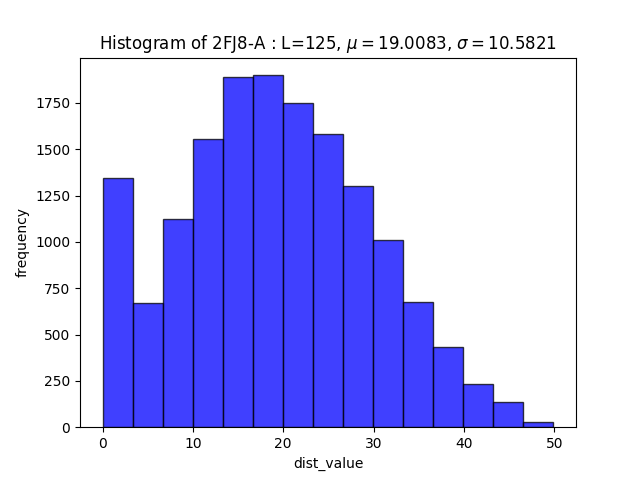 Histogram of 2FJ8-A : L=125, μ = 19.0083, σ = 10.5821
1750
1500
1250
1000
750
500
250
0
frequency
0 10 20 30 40 50
dist_value